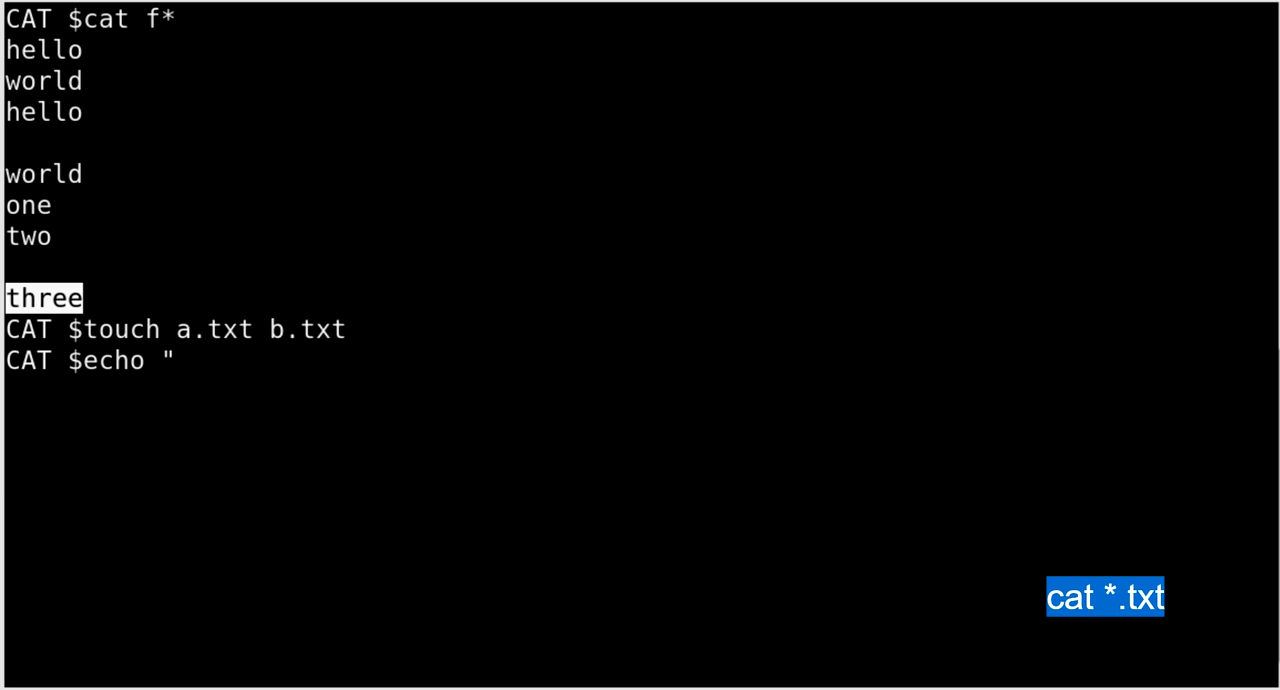 CAT $cat f*
hello
world
hello
world
one
two
three
CAT $touch a.txt b.txt
CAT $echo "
cat *.txt